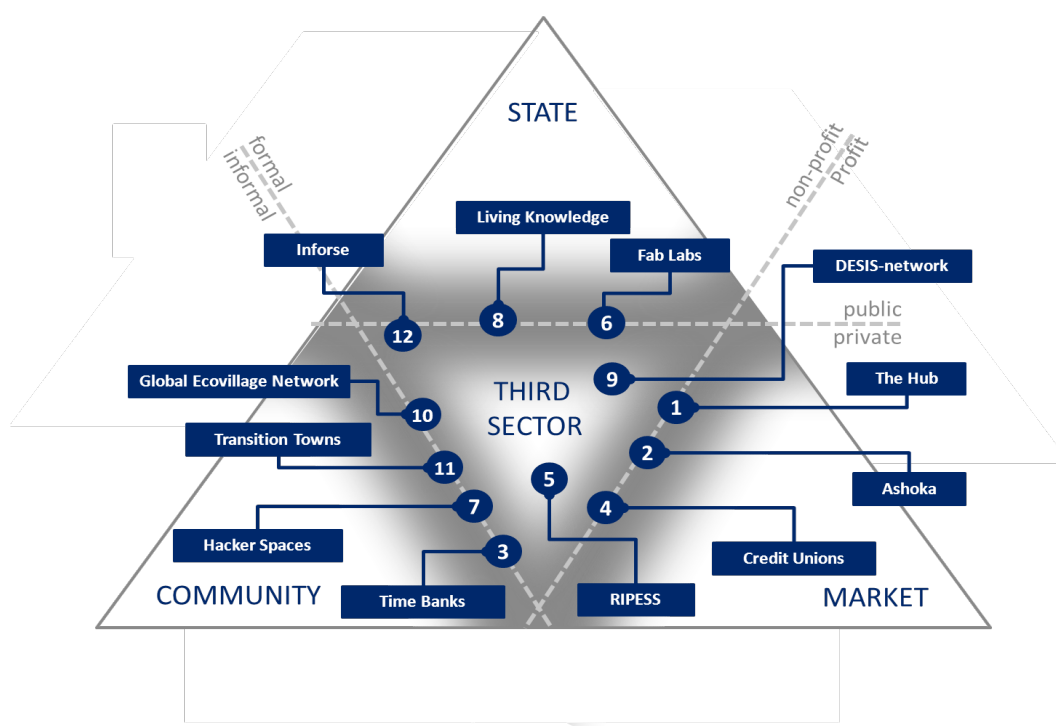 STATE
formal
informal
non-profit
Profit
Living Knowledge
Inforse
Fab Labs
DESIS-network
public
private
8
6
12
Global Ecovillage Network
THIRD
SECTOR
9
The Hub
1
10
Transition Towns
2
11
5
Ashoka
7
4
Hacker Spaces
3
Credit Unions
COMMUNITY
Time Banks
RIPESS
MARKET